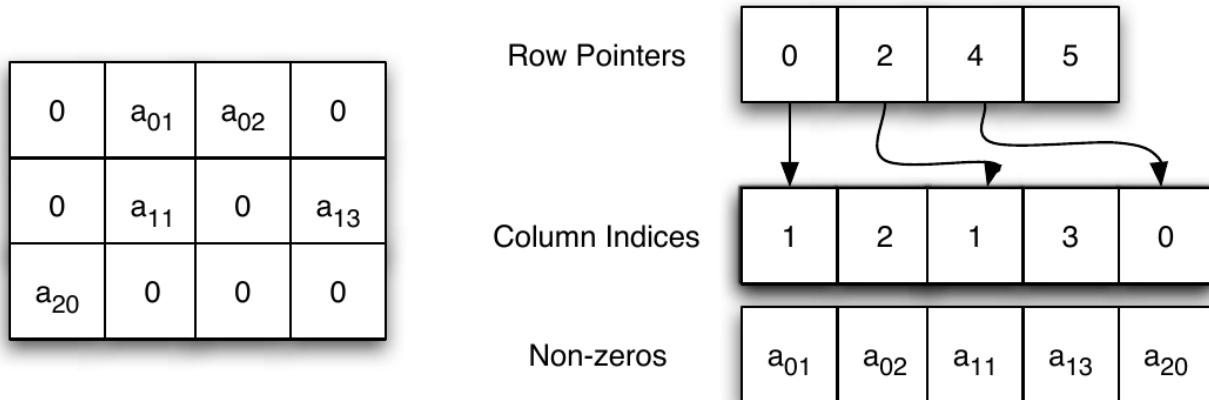 0 a01 a02 0
0 a11 0 a13
a20 0 0 0
Row Pointers 0 2 4 5
Column Indices 1 2 1 3 0
Non-zeros a01 a02 a11 a13 a20